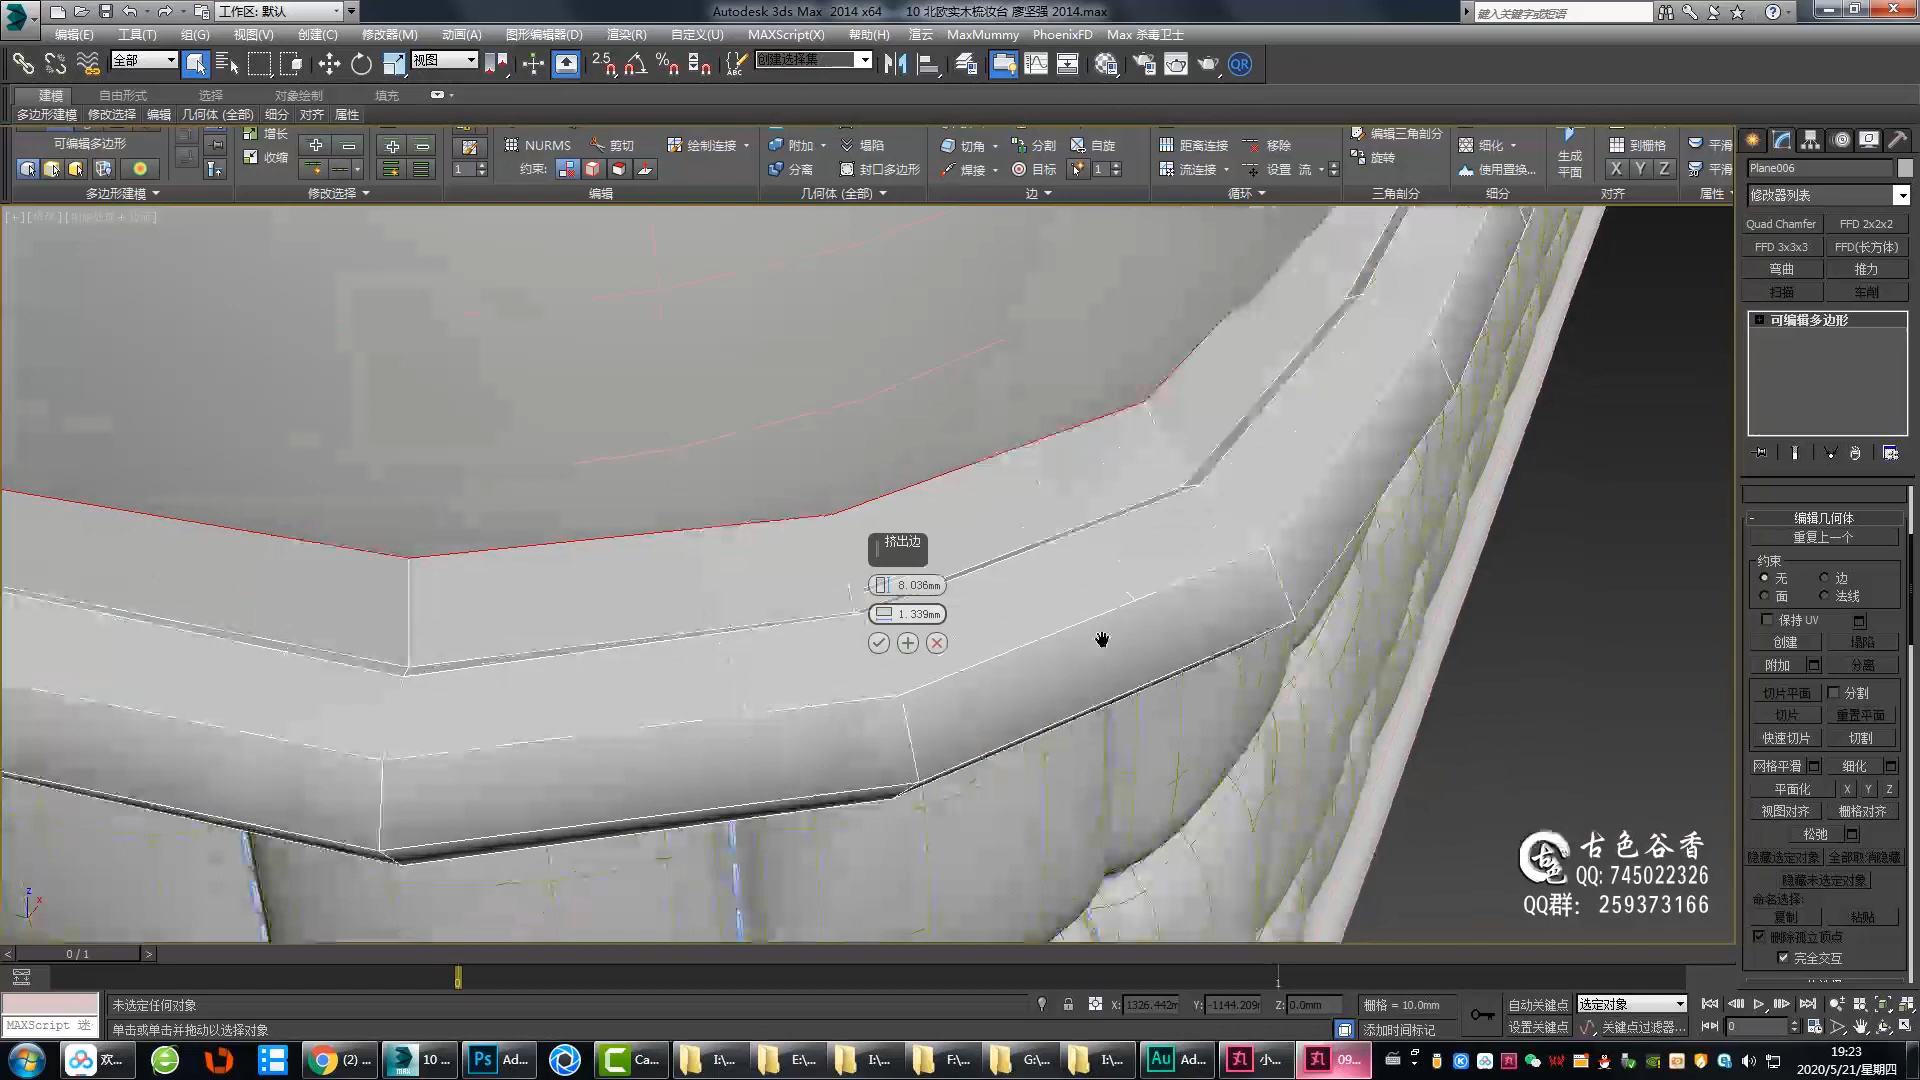 Autodesk 3ds Max 2014 x64 10 北欧实木梳妆台 廖坚强 2014.max
工作区: 默认
键入关键字或短语
编辑(E) 工具(T) 组(G) 视图(V) 创建(C) 修改器(M) 动画(A) 图形编辑器(D) 渲染(R) 自定义(U) MAXScript(X) 帮助(H) 渲云 MaxMummy PhoenixFD Max 杀毒卫士
全部 视图 2.5 创建选择集 QR
建模 自由形式 选择 对象绘制 填充
多边形建模 修改选择 编辑 几何体 (全部) 细分 对齐 属性
可编辑多边形 增长 收缩 NURMS 剪切 绘制连接 约束: 附加 塌陷 分离 封口多边形 切角 分割 自旋 焊接 目标 1 距离连接 移除 流连接 设置 流 编辑三角剖分 旋转 细化 使用置换... 生成 平面 到栅格 X Y Z 平滑 平滑
多边形建模 修改选择 编辑 几何体 (全部) 边 循环 三角剖分 细分 对齐 属性
Plane006
修改器列表
Quad Chamfer FFD 2x2x2
FFD 3x3x3 FFD(长方体)
弯曲 推力
扫描 车削
可编辑多边形
挤出边
8.036mm
1.339mm
编辑几何体
重复上一个
约束
无 边
面 法线
保持 UV
创建 塌陷
附加 分离
切片平面 分割
切片 重置平面
快速切片 切割
网格平滑 细化
平面化 X Y Z
视图对齐 栅格对齐
松弛
隐藏选定对象 全部取消隐藏
隐藏未选定对象
命名选择:
复制 粘贴
删除孤立顶点
完全交互
古色谷香
QQ: 745022326
QQ群: 259373166
0 / 1
0 1
未选定任何对象 X: 1326.442m Y: -1144.209m Z: 0.0mm 栅格 = 10.0mm 自动关键点 选定对象
MAXScript 迷 单击或单击并拖动以选择对象 添加时间标记 设置关键点 关键点过滤器... 0
欢... (2) ... 10 ... Ad... Ca... I:\... E:\... I:\... F:\... G:\... I:\... Ad... 小... 09...
19:23
2020/5/21/星期四